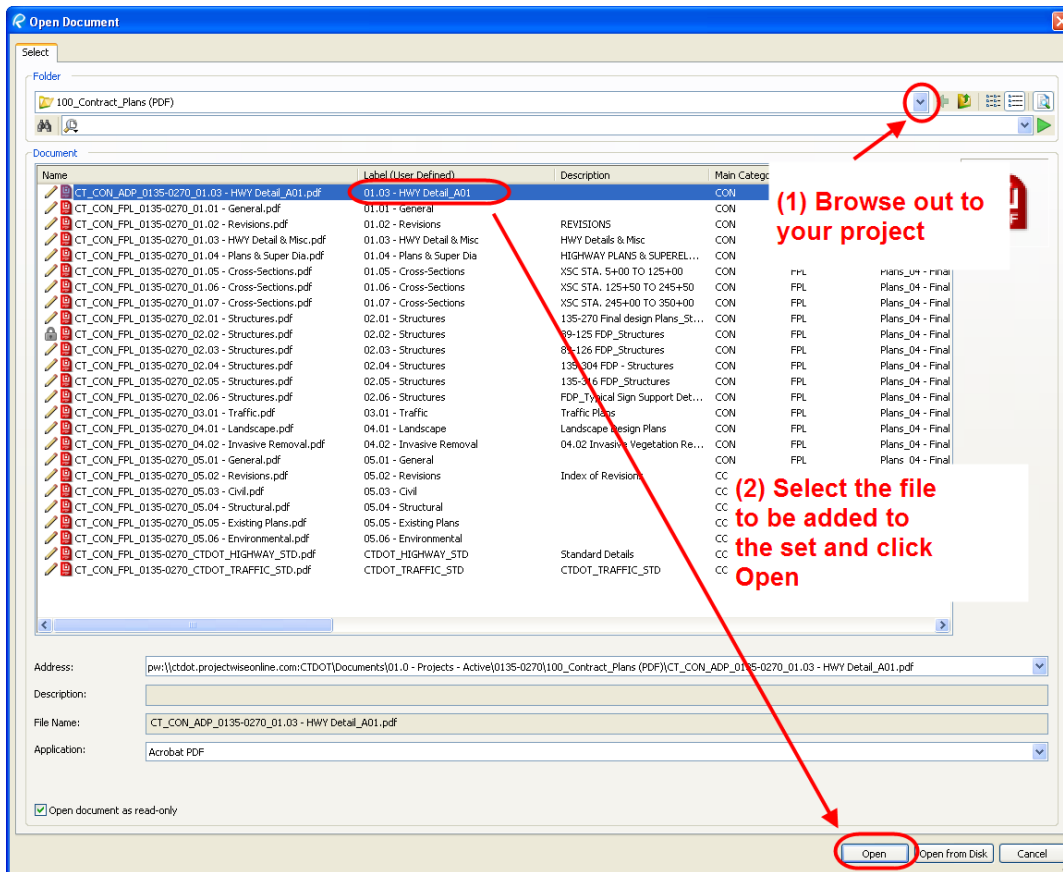 Open Document
Select
Folder
100_Contract_Plans (PDF)
Document
Name Label (User Defined) Description Main Catego
CT_CON_ADP_0135-0270_01.03 - HWY Detail_A01.pdf 01.03 - HWY Detail_A01 CON
CT_CON_FPL_0135-0270_01.01 - General.pdf 01.01 - General CON
CT_CON_FPL_0135-0270_01.02 - Revisions.pdf 01.02 - Revisions REVISIONS CON
CT_CON_FPL_0135-0270_01.03 - HWY Detail & Misc.pdf 01.03 - HWY Detail & Misc HWY Details & Misc CON
CT_CON_FPL_0135-0270_01.04 - Plans & Super Dia.pdf 01.04 - Plans & Super Dia HIGHWAY PLANS & SUPEREL... CON
CT_CON_FPL_0135-0270_01.05 - Cross-Sections.pdf 01.05 - Cross-Sections XSC STA. 5+00 TO 125+00 CON FPL Plans_04 - Final
CT_CON_FPL_0135-0270_01.06 - Cross-Sections.pdf 01.06 - Cross-Sections XSC STA. 125+50 TO 245+50 CON FPL Plans_04 - Final
CT_CON_FPL_0135-0270_01.07 - Cross-Sections.pdf 01.07 - Cross-Sections XSC STA. 245+00 TO 350+00 CON FPL Plans_04 - Final
CT_CON_FPL_0135-0270_02.01 - Structures.pdf 02.01 - Structures 135-270 Final design Plans_St... CON FPL Plans_04 - Final
CT_CON_FPL_0135-0270_02.02 - Structures.pdf 02.02 - Structures 89-125 FDP_Structures CON FPL Plans_04 - Final
CT_CON_FPL_0135-0270_02.03 - Structures.pdf 02.03 - Structures 89-126 FDP_Structures CON FPL Plans_04 - Final
CT_CON_FPL_0135-0270_02.04 - Structures.pdf 02.04 - Structures 135-304 FDP - Structures CON FPL Plans_04 - Final
CT_CON_FPL_0135-0270_02.05 - Structures.pdf 02.05 - Structures 135-316 FDP_Structures CON FPL Plans_04 - Final
CT_CON_FPL_0135-0270_02.06 - Structures.pdf 02.06 - Structures FDP_Typical Sign Support Det... CON FPL Plans_04 - Final
CT_CON_FPL_0135-0270_03.01 - Traffic.pdf 03.01 - Traffic Traffic Plans CON FPL Plans_04 - Final
CT_CON_FPL_0135-0270_04.01 - Landscape.pdf 04.01 - Landscape Landscape Design Plans CON FPL Plans_04 - Final
CT_CON_FPL_0135-0270_04.02 - Invasive Removal.pdf 04.02 - Invasive Removal 04.02 Invasive Vegetation Re... CON FPL Plans_04 - Final
CT_CON_FPL_0135-0270_05.01 - General.pdf 05.01 - General CON FPL Plans_04 - Final
CT_CON_FPL_0135-0270_05.02 - Revisions.pdf 05.02 - Revisions Index of Revisions CC
CT_CON_FPL_0135-0270_05.03 - Civil.pdf 05.03 - Civil CC
CT_CON_FPL_0135-0270_05.04 - Structural.pdf 05.04 - Structural CC
CT_CON_FPL_0135-0270_05.05 - Existing Plans.pdf 05.05 - Existing Plans CC
CT_CON_FPL_0135-0270_05.06 - Environmental.pdf 05.06 - Environmental CC
CT_CON_FPL_0135-0270_CTDOT_HIGHWAY_STD.pdf CTDOT_HIGHWAY_STD Standard Details CC
CT_CON_FPL_0135-0270_CTDOT_TRAFFIC_STD.pdf CTDOT_TRAFFIC_STD CTDOT_TRAFFIC_STD CC
(1) Browse out to
your project
(2) Select the file
to be added to
the set and click
Open
Address: pw:\\ctdot.projectwiseonline.com:CTDOT\Documents\01.0 - Projects - Active\0135-0270\100_Contract_Plans (PDF)\CT_CON_ADP_0135-0270_01.03 - HWY Detail_A01.pdf
Description:
File Name: CT_CON_ADP_0135-0270_01.03 - HWY Detail_A01.pdf
Application: Acrobat PDF
Open document as read-only
Open Open from Disk Cancel